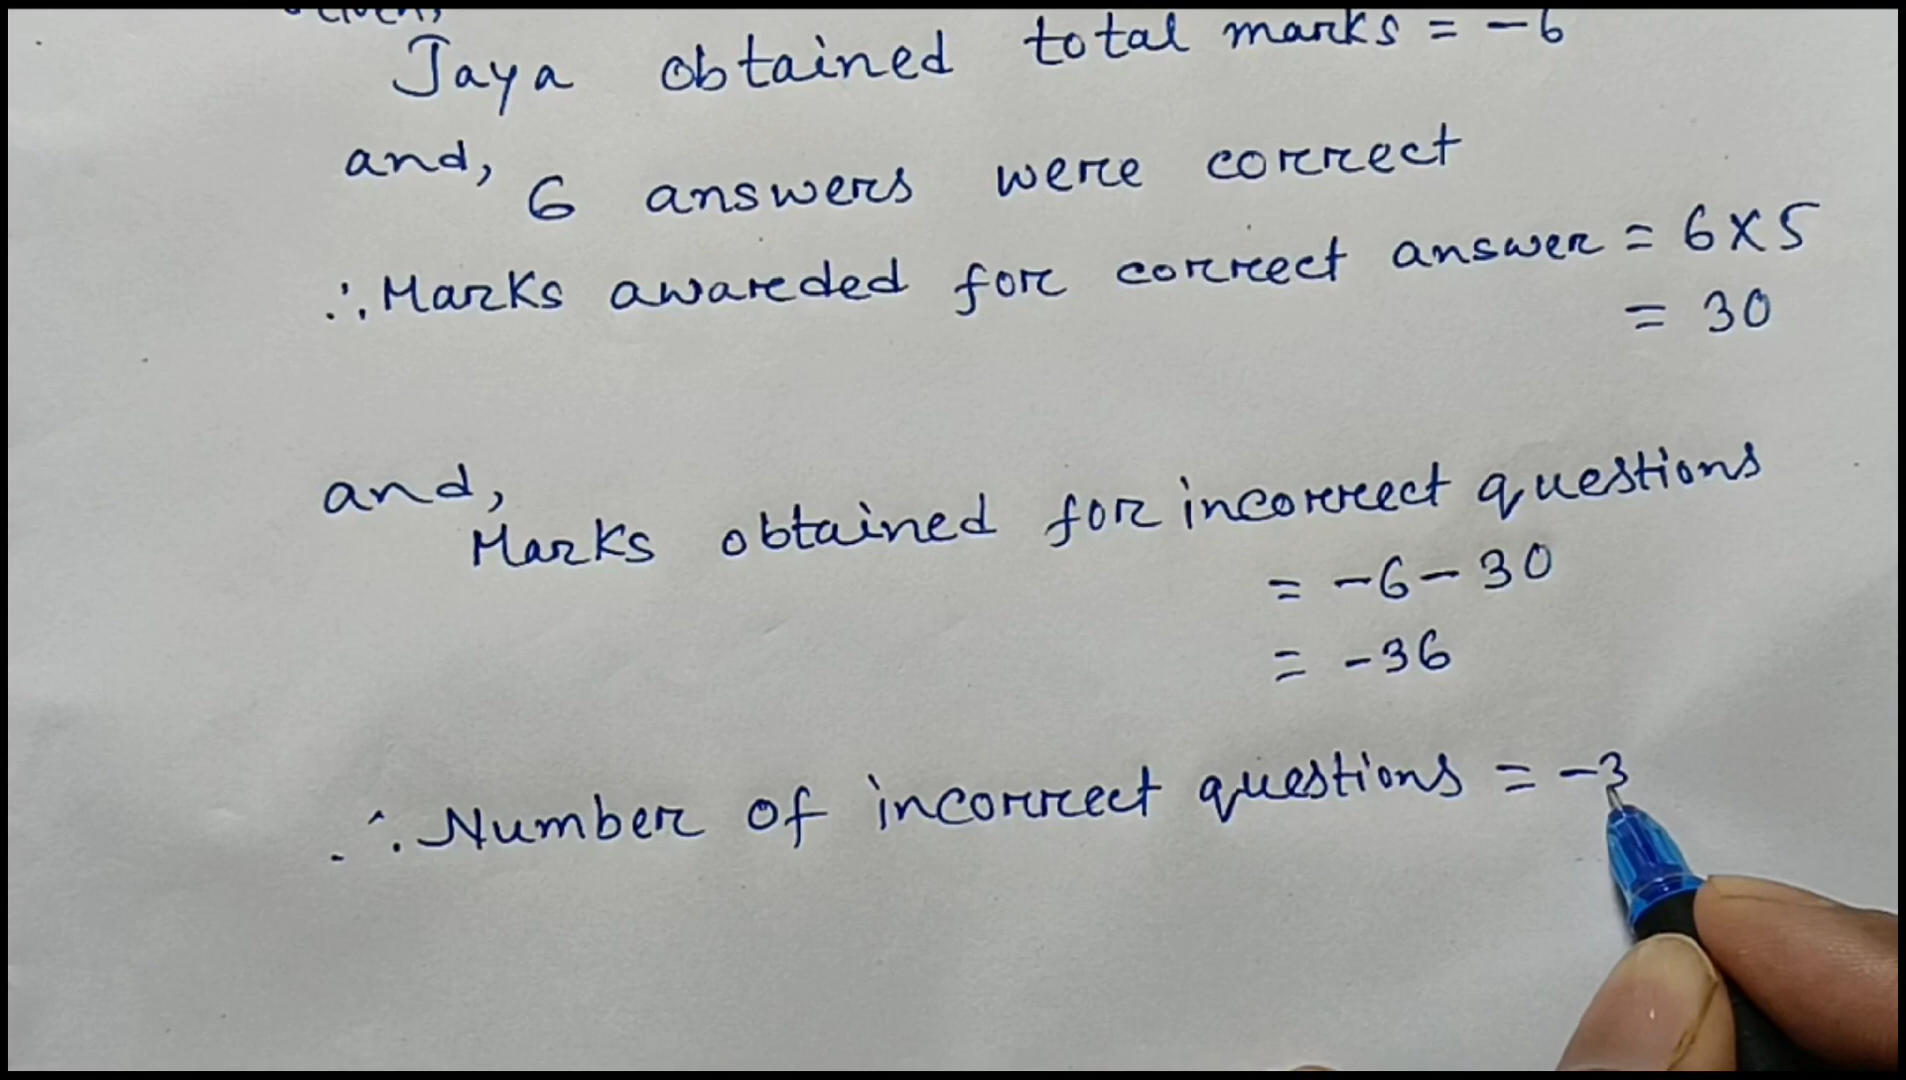 Jaya obtained total marks = -6
and,
6 answers were correct
∴ Marks awarded for correct answer = 6×5
= 30
and,
Marks obtained for incorrect questions
= -6-30
= -36
∴ Number of incorrect questions = -3